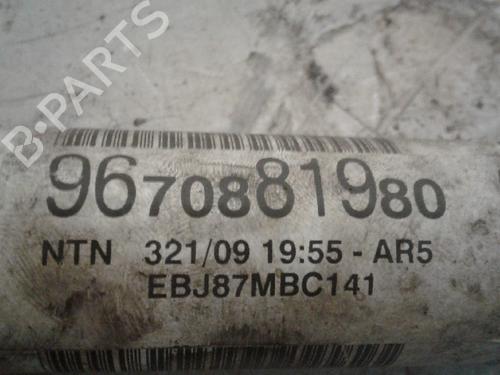 B-PARTS
9670881980
NTN 321/09 19:55 - AR5
EBJ87MBC141